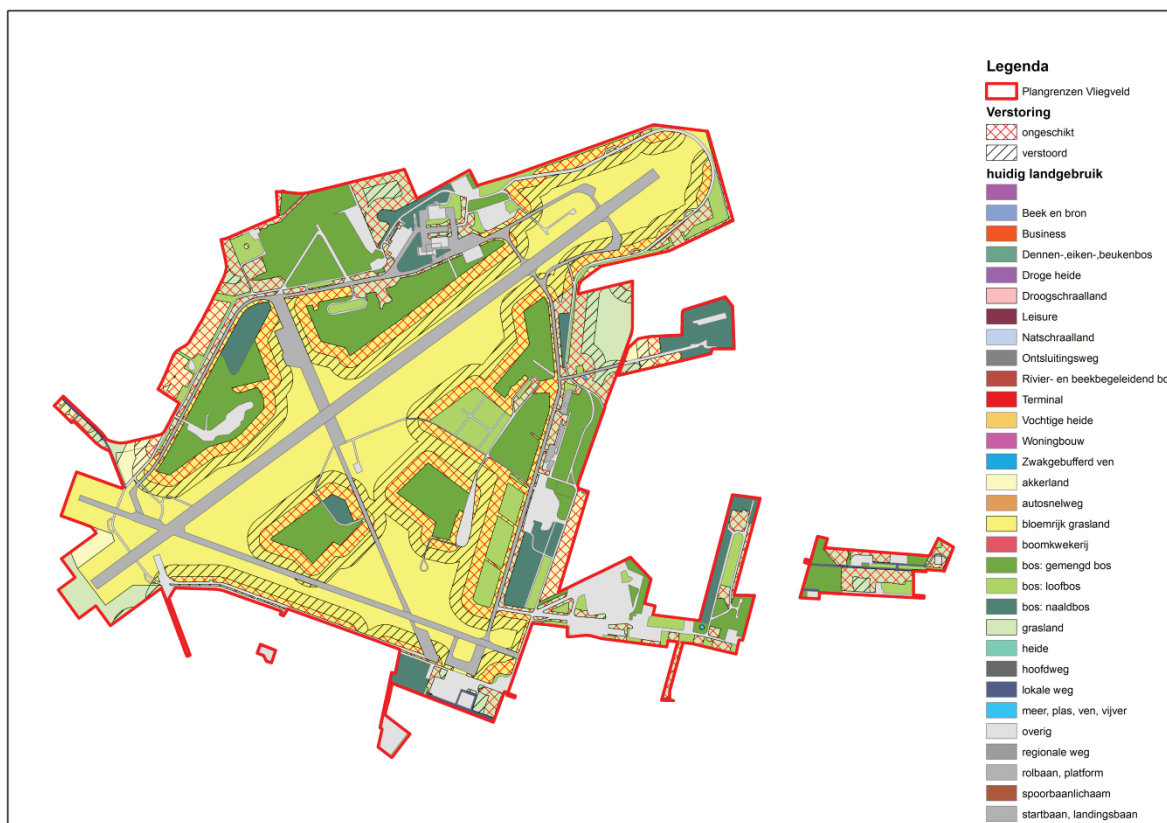 Legenda
Plangrenzen Vliegveld
Verstoring
ongeschikt
verstoord
huidig landgebruik
Beek en bron
Business
Dennen-,eiken-,beukenbos
Droge heide
Droogschraalland
Leisure
Natschraalland
Ontsluitingsweg
Rivier- en beekbegeleidend bo
Terminal
Vochtige heide
Woningbouw
Zwakgebufferd ven
akkerland
autosnelweg
bloemrijk grasland
boomkwekerij
bos: gemengd bos
bos: loofbos
bos: naaldbos
grasland
heide
hoofdweg
lokale weg
meer, plas, ven, vijver
overig
regionale weg
rolbaan, platform
spoorbaanlichaam
startbaan, landingsbaan